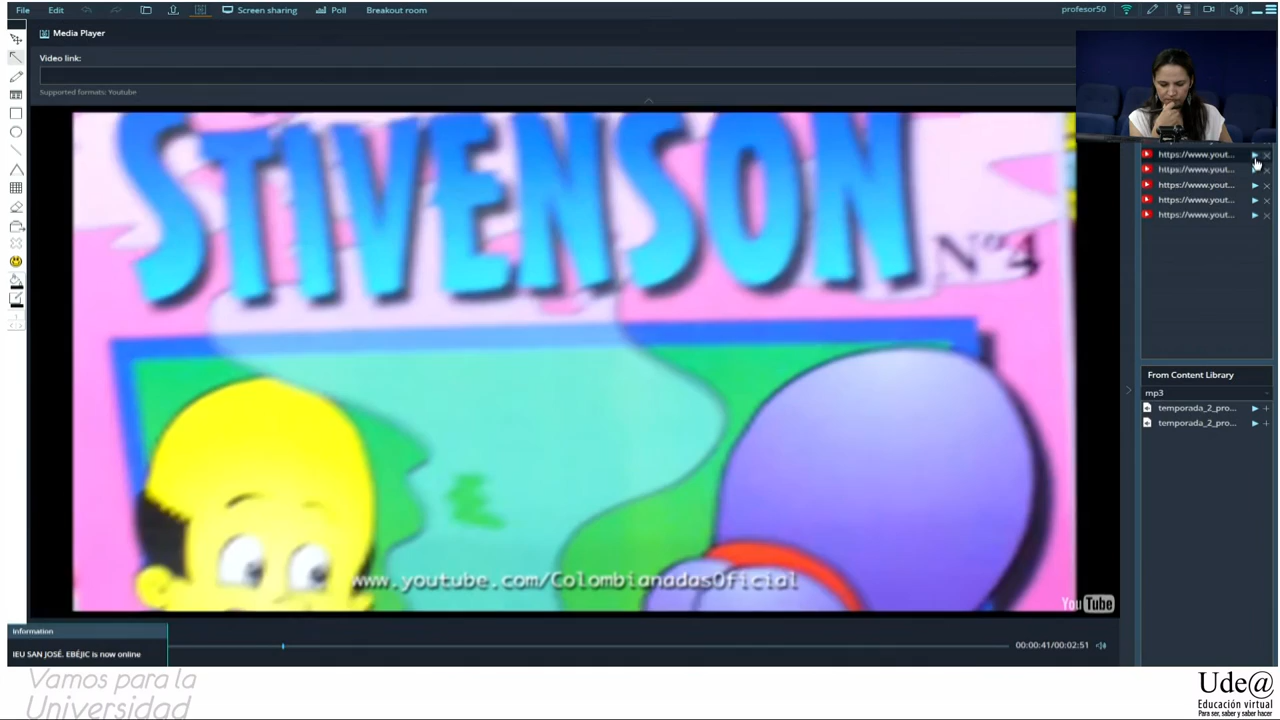 File Edit Screen sharing Poll Breakout room profesor50
Media Player
Video link:
Supported formats: Youtube
STIVENSON
Nº4
www.youtube.com/ColombianadasOficial
YouTube
https://www.yout...
https://www.yout...
https://www.yout...
https://www.yout...
https://www.yout...
From Content Library
mp3
temporada_2_pro...
temporada_2_pro...
Information
IEU SAN JOSÉ. EBÉJIC is now online
00:00:41/00:02:51
Vamos para la
Universidad
Ude@
Educación virtual
Para ser, saber y saber hacer